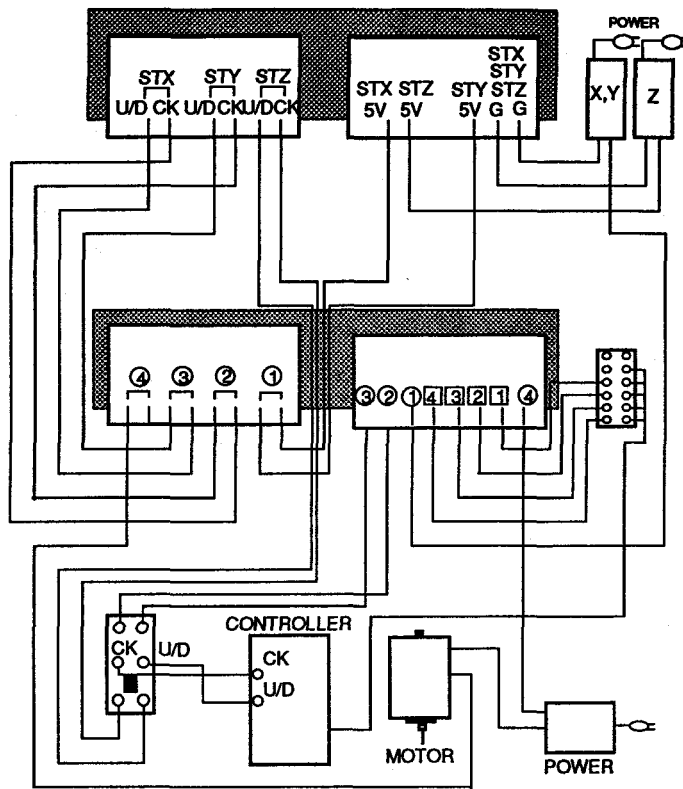 POWER
STX STY STZ
U/D CK U/D CK U/D CK
STX
STY
STX STZ STY STZ
5V 5V 5V G G
X,Y
Z
4 3 2 1
3 2 1 4 3 2 1 4
CK U/D
CONTROLLER
CK
U/D
MOTOR
POWER